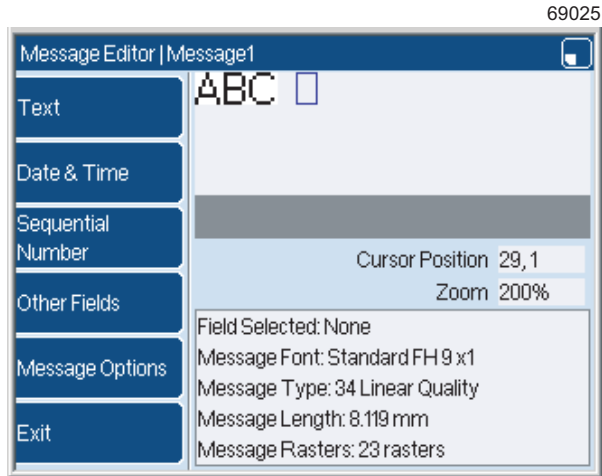 69025
Message Editor | Message1
ABC
Text
Date & Time
Sequential
Number
Other Fields
Message Options
Exit
Cursor Position 29,1
Zoom 200%
Field Selected: None
Message Font: Standard FH 9 x1
Message Type: 34 Linear Quality
Message Length: 8.119 mm
Message Rasters: 23 rasters